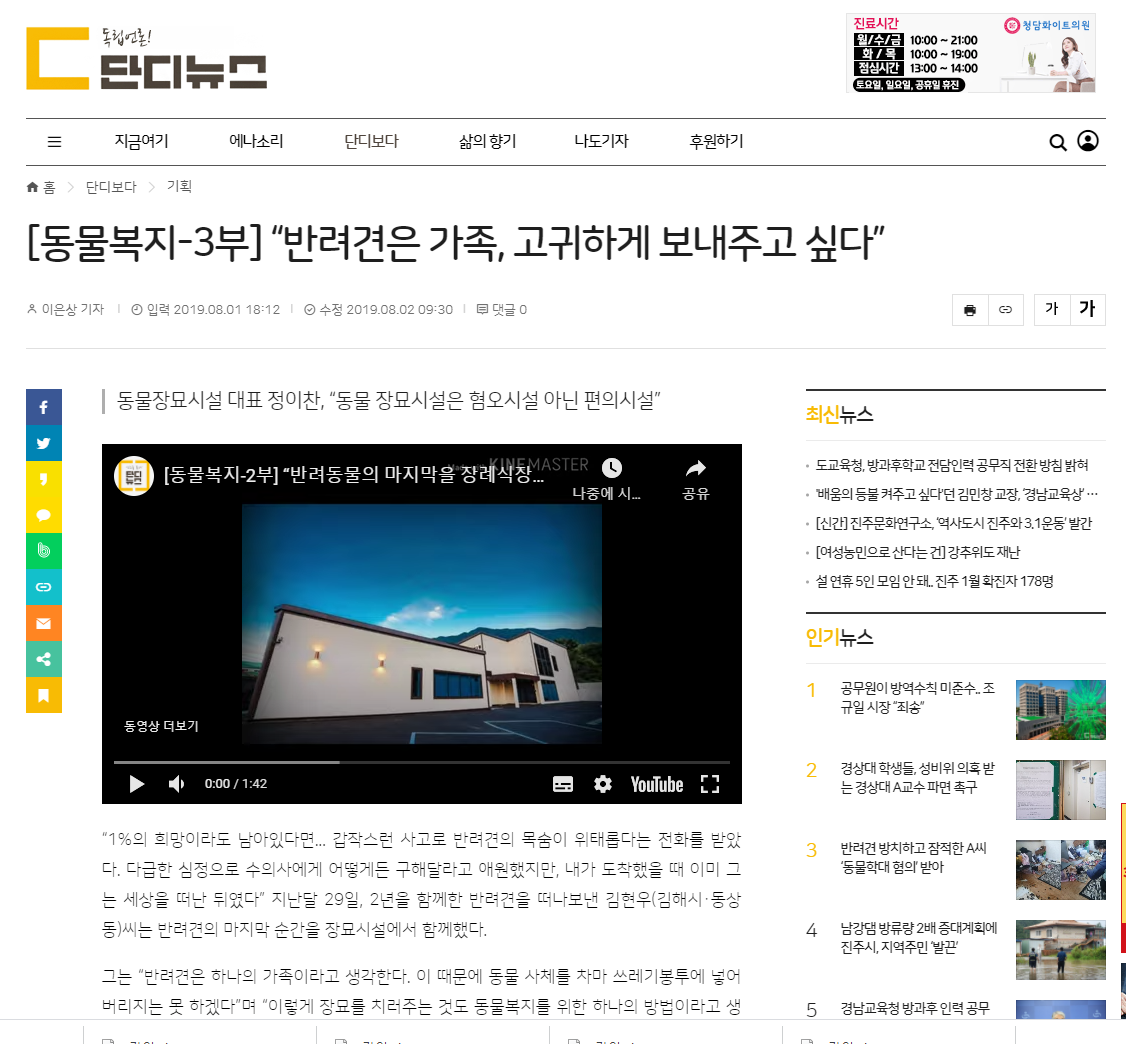 독립언론!
단디뉴스
진료시간
월/수/금 10:00 ~ 21:00
화 / 목 10:00 ~ 19:00
점심시간 13:00 ~ 14:00
토요일, 일요일, 공휴일 휴진
청담화이트의원
지금여기 에나소리 단디보다 삶의 향기 나도기자 후원하기
홈 단디보다 기획
[동물복지-3부] “반려견은 가족, 고귀하게 보내주고 싶다”
이은상 기자 입력 2019.08.01 18:12 수정 2019.08.02 09:30 댓글 0
가 가
동물장묘시설 대표 정이찬, “동물 장묘시설은 혐오시설 아닌 편의시설”
[동물복지-2부] “반려동물의 마지막을 장례식장...
KINEMASTER
나중에 시... 공유
동영상 더보기
0:00 / 1:42
YouTube
“1%의 희망이라도 남아있다면... 갑작스런 사고로 반려견의 목숨이 위태롭다는 전화를 받았
다. 다급한 심정으로 수의사에게 어떻게든 구해달라고 애원했지만, 내가 도착했을 때 이미 그
는 세상을 떠난 뒤였다” 지난달 29일, 2년을 함께한 반려견을 떠나보낸 김현우(김해시·동상
동)씨는 반려견의 마지막 순간을 장묘시설에서 함께했다.
그는 “반려견은 하나의 가족이라고 생각한다. 이 때문에 동물 사체를 차마 쓰레기봉투에 넣어
버리지는 못 하겠다”며 “이렇게 장묘를 치러주는 것도 동물복지를 위한 하나의 방법이라고 생
최신뉴스
도교육청, 방과후학교 전담인력 공무직 전환 방침 밝혀
'배움의 등불 켜주고 싶다'던 김민창 교장, ‘경남교육상’ …
[신간] 진주문화연구소, ‘역사도시 진주와 3.1운동’ 발간
[여성농민으로 산다는 건] 강추위도 재난
설 연휴 5인 모임 안 돼.. 진주 1월 확진자 178명
인기뉴스
1 공무원이 방역수칙 미준수.. 조
규일 시장 “죄송”
2 경상대 학생들, 성비위 의혹 받
는 경상대 A교수 파면 촉구
3 반려견 방치하고 잠적한 A씨
‘동물학대 혐의’ 받아
4 남강댐 방류량 2배 증대계획에
진주시, 지역주민 ‘발끈’
5 경남교육청 방과후 인력 공무